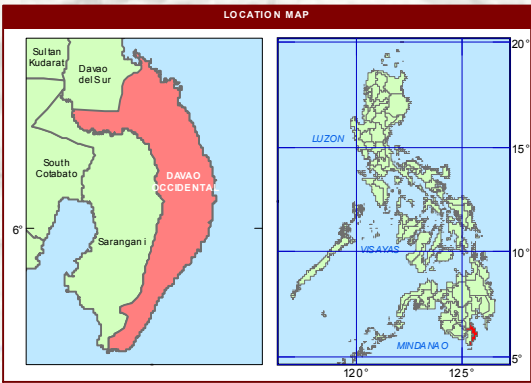 LOCATION MAP
Sultan
Kudarat
Davao
del Sur
South
Cotabato
DAVAO
OCCIDENTAL
6°
Sarangani
20°
LUZON
15°
VISAYAS
10°
MINDANAO
120°
125°
5°